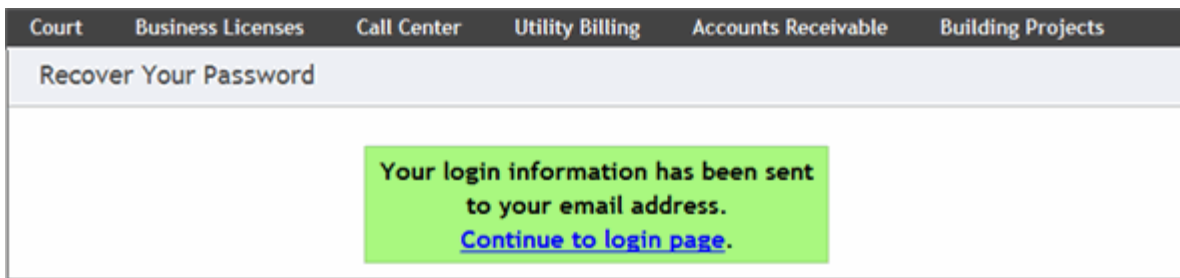 Court Business Licenses Call Center Utility Billing Accounts Receivable Building Projects
Recover Your Password
Your login information has been sent
to your email address.
Continue to login page.